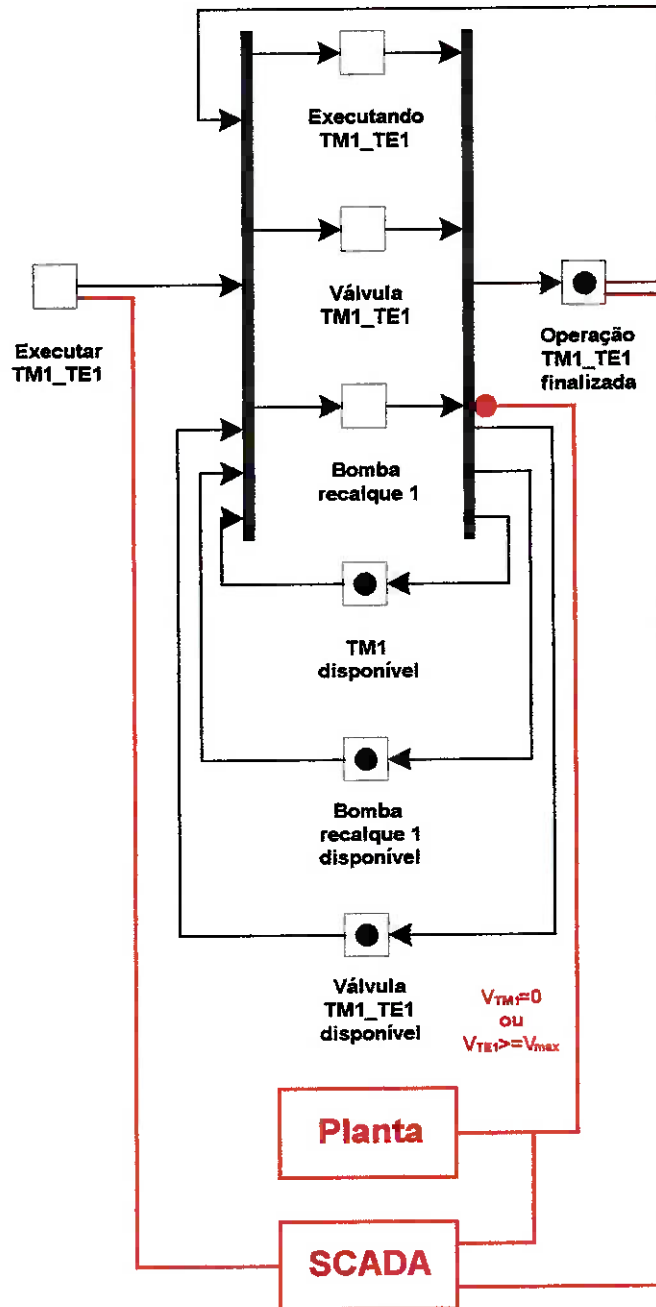 Executando
TM1_TE1
Válvula
TM1_TE1
Executar
TM1_TE1
Operação
TM1_TE1
finalizada
Bomba
recalque 1
TM1
disponível
Bomba
recalque 1
disponível
Válvula
TM1_TE1
disponível
VTM1=0
ou
VTE1>=Vmax
Planta
SCADA